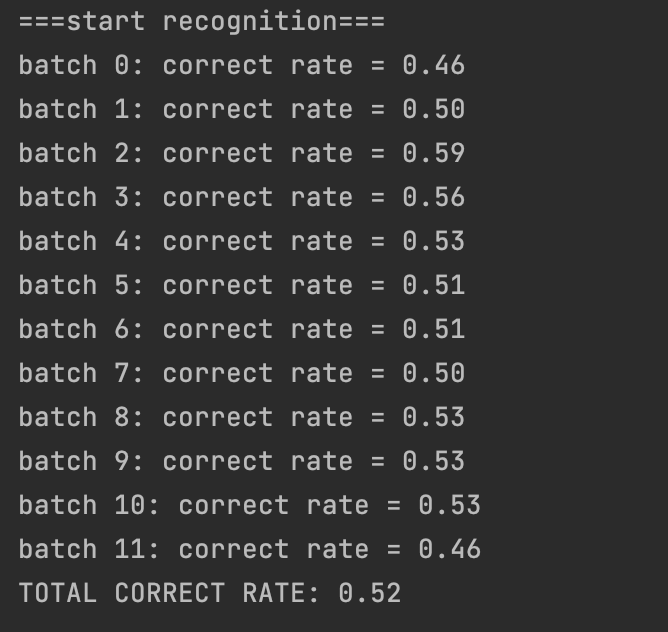 ===start recognition===
batch 0: correct rate = 0.46
batch 1: correct rate = 0.50
batch 2: correct rate = 0.59
batch 3: correct rate = 0.56
batch 4: correct rate = 0.53
batch 5: correct rate = 0.51
batch 6: correct rate = 0.51
batch 7: correct rate = 0.50
batch 8: correct rate = 0.53
batch 9: correct rate = 0.53
batch 10: correct rate = 0.53
batch 11: correct rate = 0.46
TOTAL CORRECT RATE: 0.52